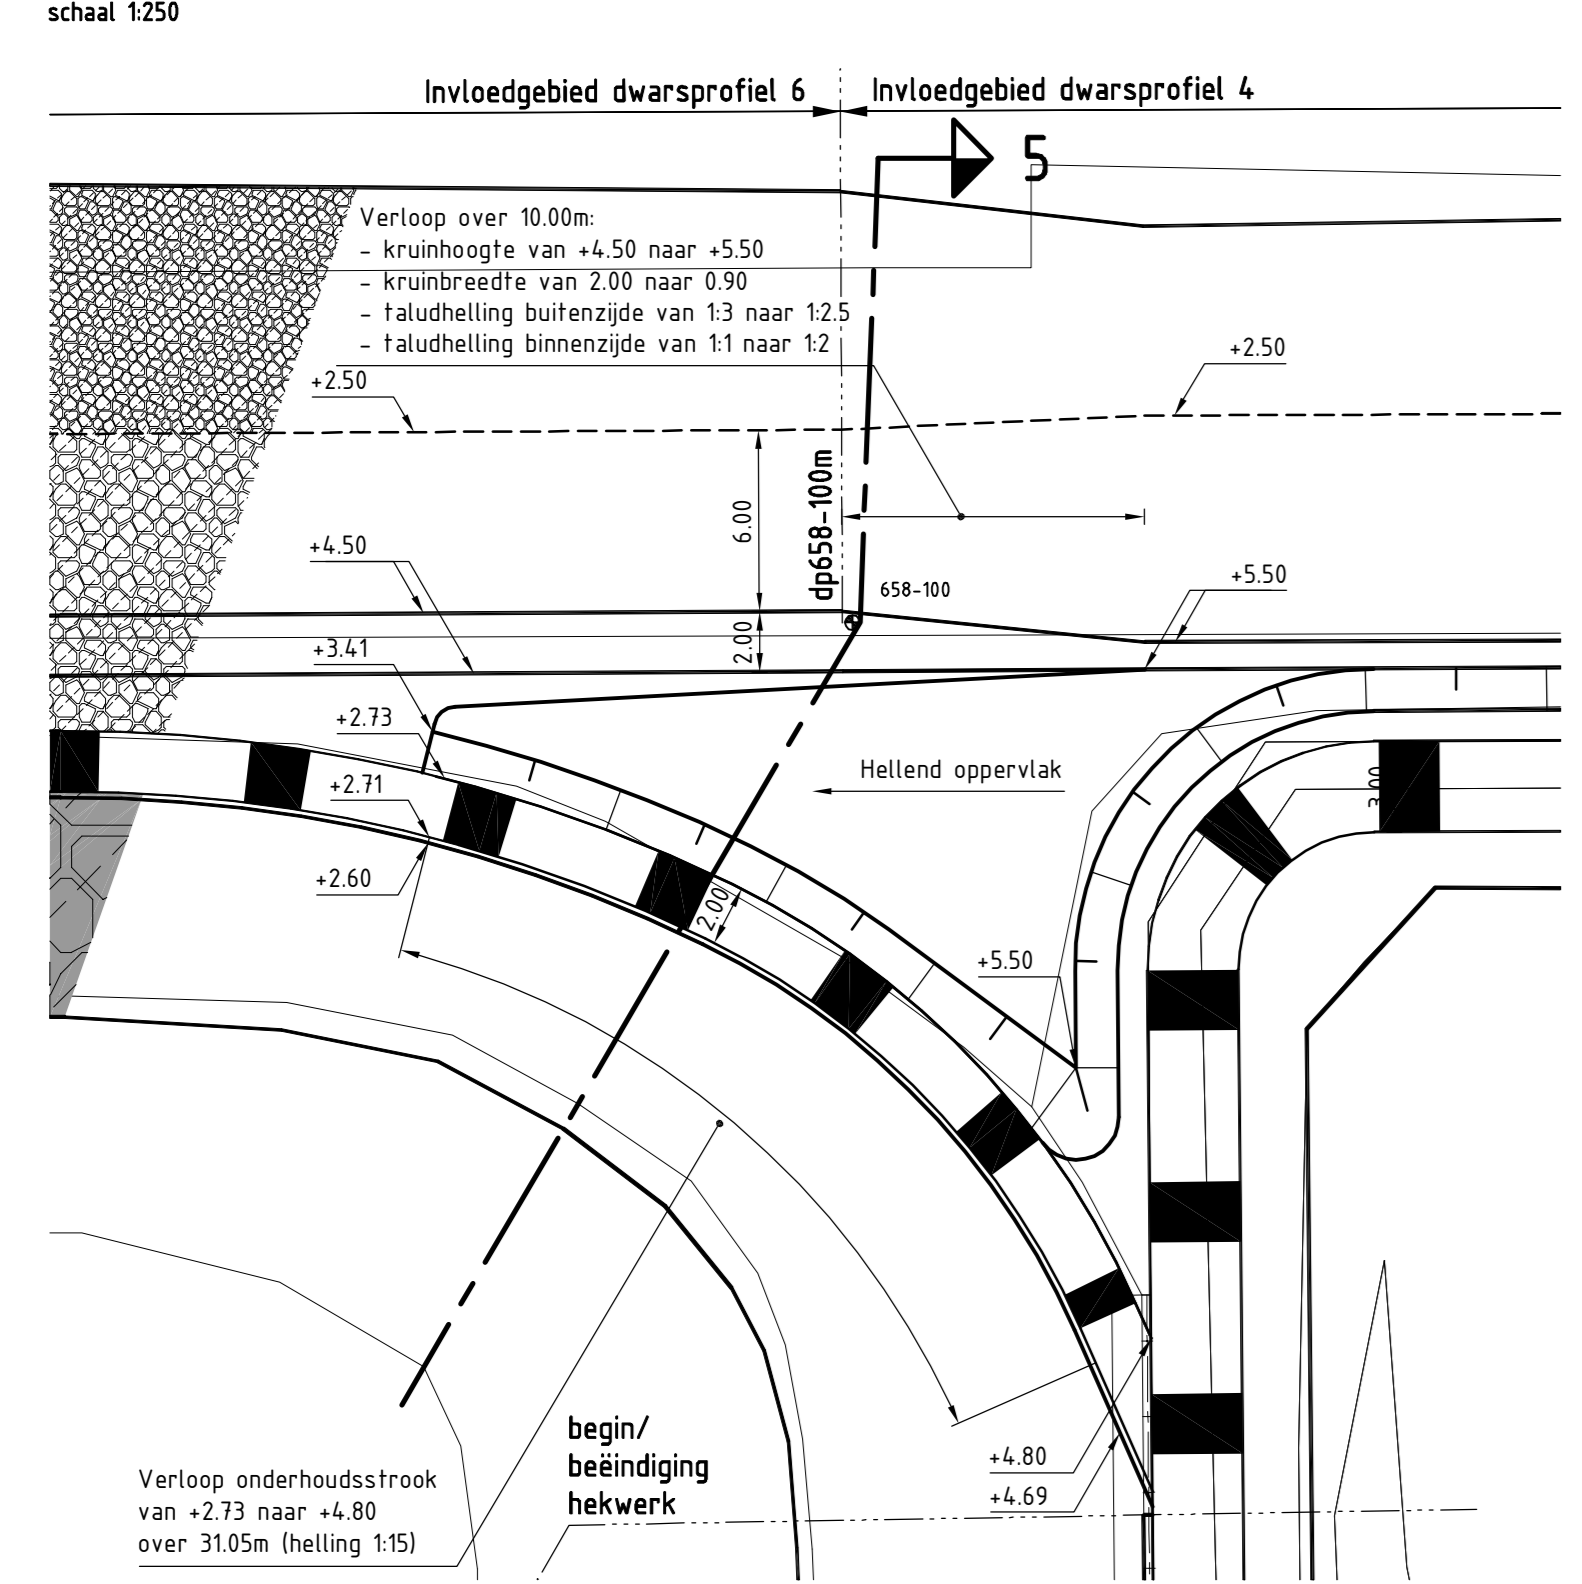 schaal 1:250
Invloedgebied dwarsprofiel 6
Invloedgebied dwarsprofiel 4
5
Verloop over 10.00m:
- kruinhoogte van +4.50 naar +5.50
- kruinbreedte van 2.00 naar 0.90
- taludhelling buitenzijde van 1:3 naar 1:2.5
- taludhelling binnenzijde van 1:1 naar 1:2
+2.50
+2.50
6.00
dp658-100m
+4.50
658-100
+5.50
2.00
+3.41
+2.73
+2.71
Hellend oppervlak
3.00
+2.60
2.00
+5.50
begin/
beëindiging
hekwerk
+4.80
+4.69
Verloop onderhoudsstrook
van +2.73 naar +4.80
over 31.05m (helling 1:15)